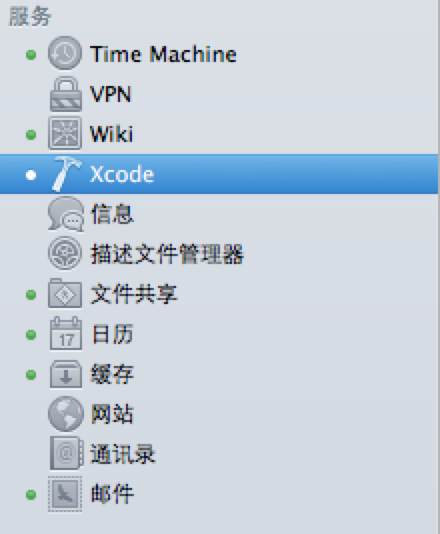 服务
Time Machine
VPN
Wiki
Xcode
信息
描述文件管理器
文件共享
17 日历
缓存
网站
@ 通讯录
邮件